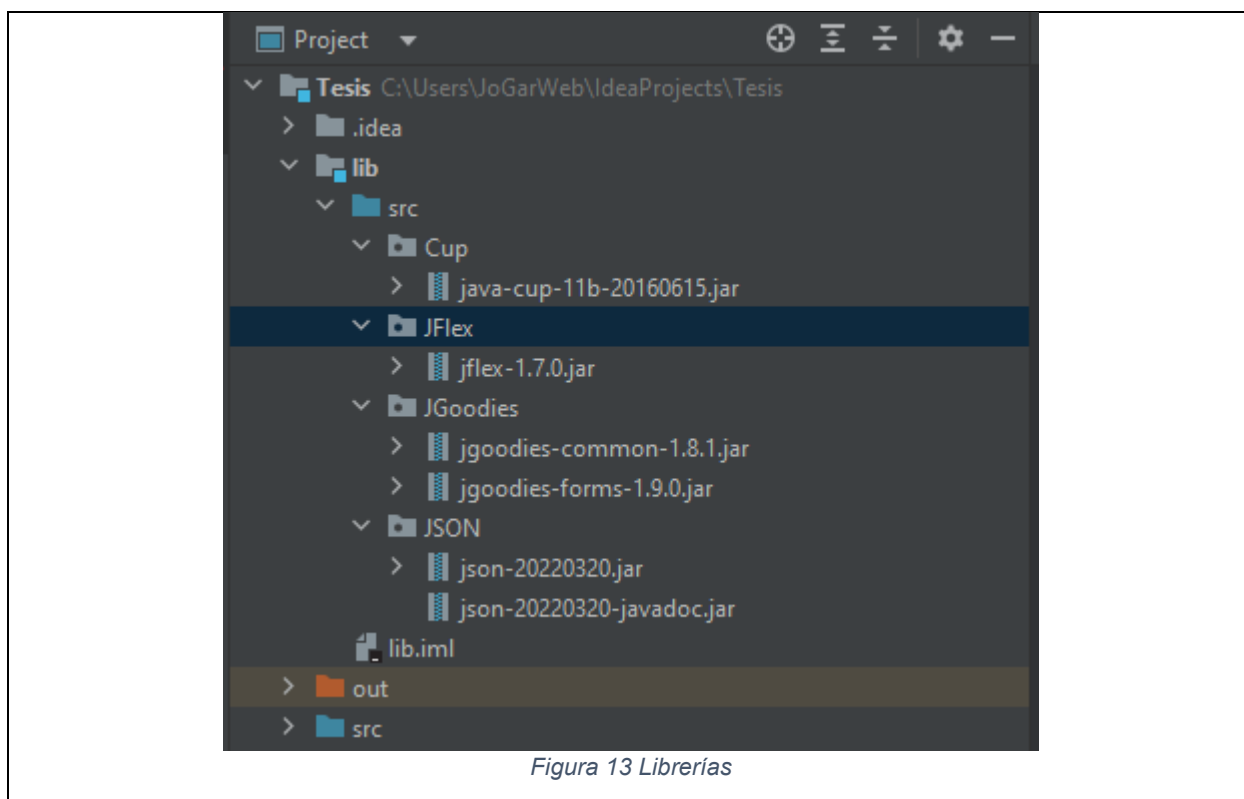 Project
Tesis C:\Users\JoGarWeb\IdeaProjects\Tesis
.idea
lib
src
Cup
java-cup-11b-20160615.jar
JFlex
jflex-1.7.0.jar
JGoodies
jgoodies-common-1.8.1.jar
jgoodies-forms-1.9.0.jar
JSON
json-20220320.jar
json-20220320-javadoc.jar
lib.iml
out
src
Figura 13 Librerías